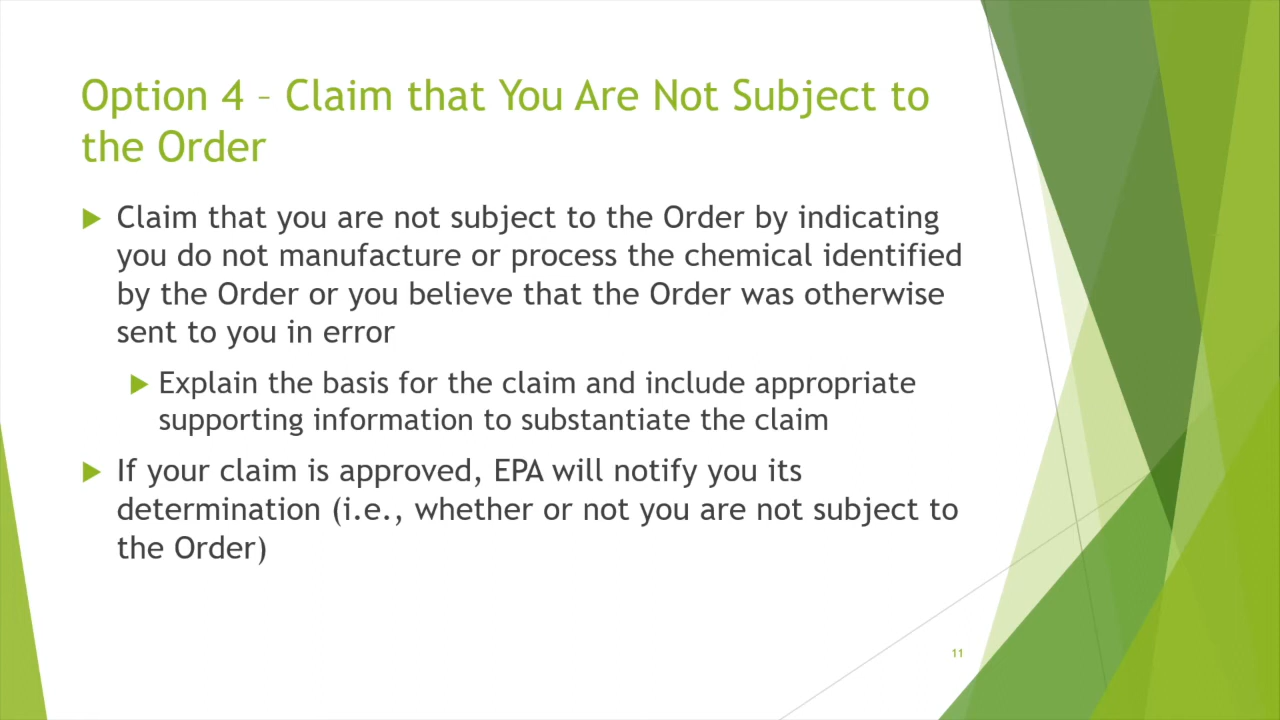 Option 4 – Claim that You Are Not Subject to
the Order
Claim that you are not subject to the Order by indicating
you do not manufacture or process the chemical identified
by the Order or you believe that the Order was otherwise
sent to you in error
Explain the basis for the claim and include appropriate
supporting information to substantiate the claim
If your claim is approved, EPA will notify you its
determination (i.e., whether or not you are not subject to
the Order)
11